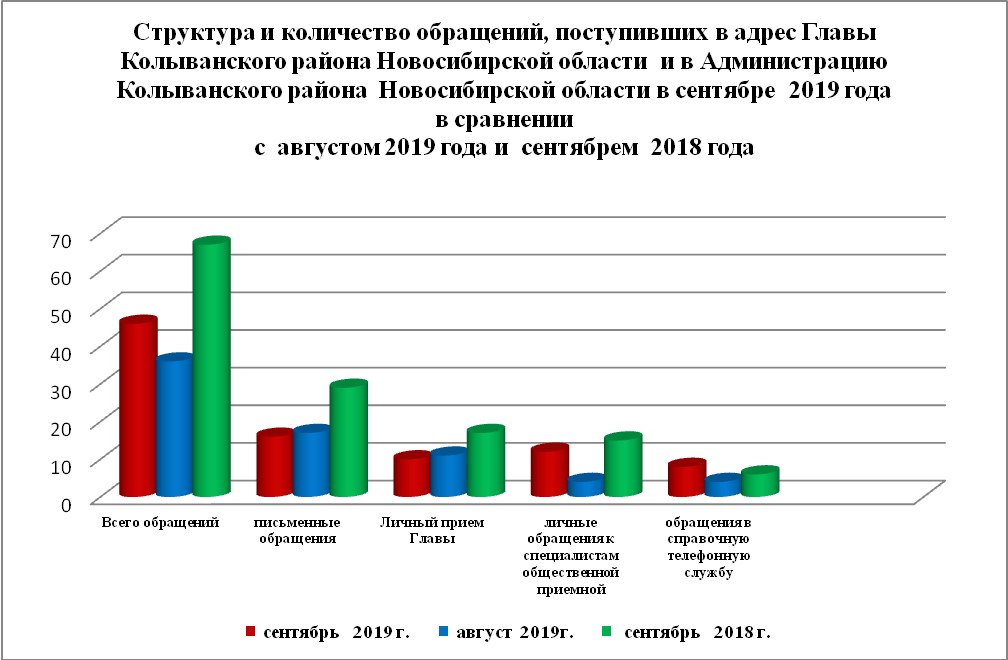 Структура и количество обращений, поступивших в адрес Главы
Колыванского района Новосибирской области и в Администрацию
Колыванского района Новосибирской области в сентябре 2019 года
в сравнении
с августом 2019 года и сентябрем 2018 года
70
60
50
40
30
20
10
0
Всего обращений
письменные
обращения
Личный прием
Главы
личные
обращения к
специалистам
общественной
приемной
обращения в
справочную
телефонную
службу
сентябрь 2019 г.
август 2019г.
сентябрь 2018 г.